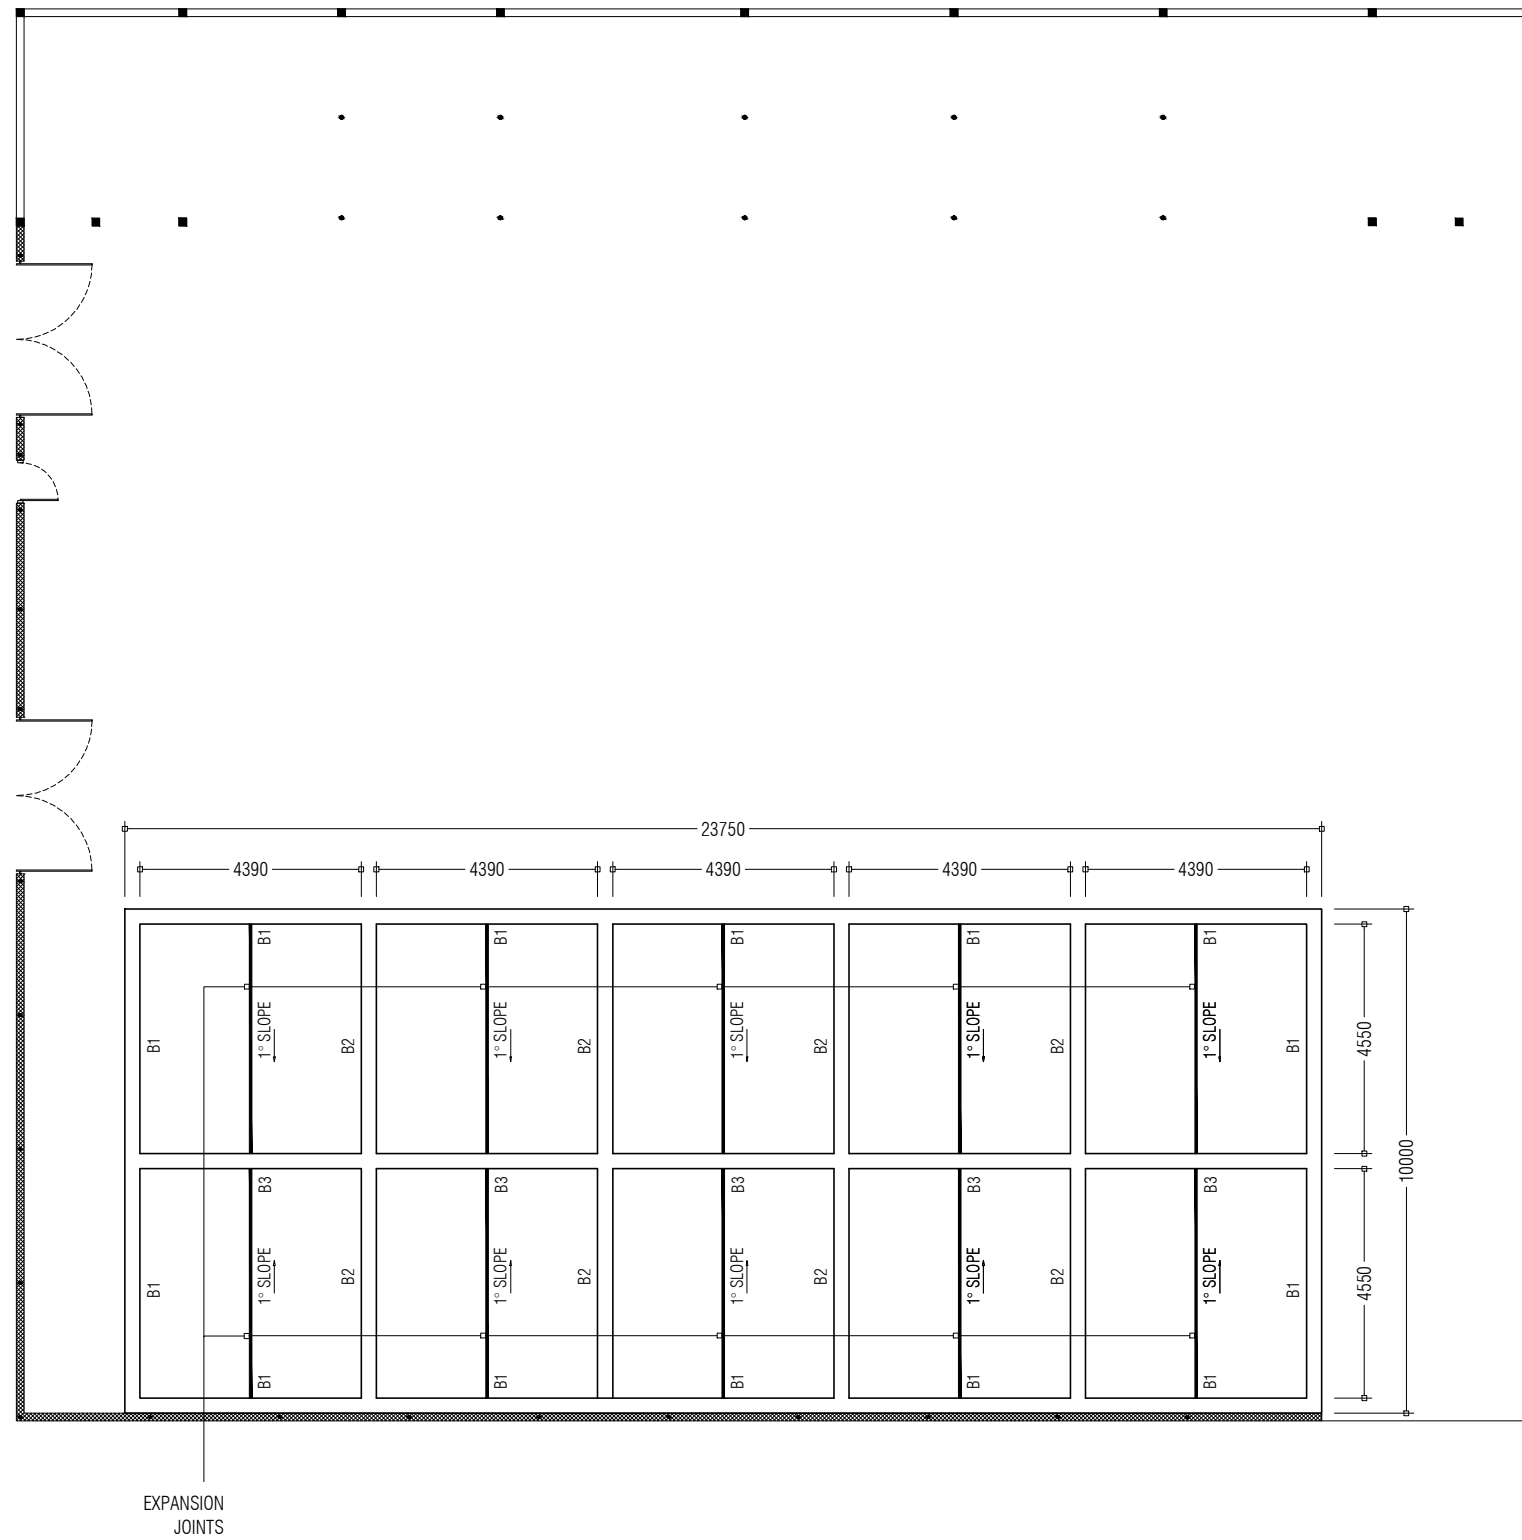 23750
4390 4390 4390 4390 4390
B1 B1 B1 B1 B1
1° SLOPE 1° SLOPE 1° SLOPE 1° SLOPE 1° SLOPE
B1 B2 B2 B2 B2 B1
4550
10000
B3 B3 B3 B3 B3
1° SLOPE 1° SLOPE 1° SLOPE 1° SLOPE 1° SLOPE
B1 B2 B2 B2 B2 B1
4550
B1 B1 B1 B1 B1
EXPANSION
JOINTS